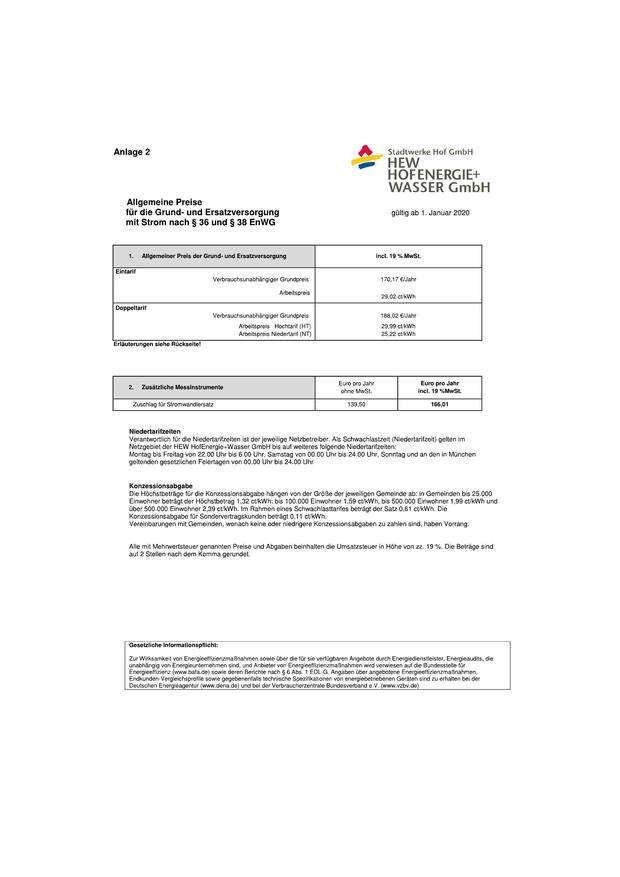 Anlage 2
Stadtwerke Hof GmbH
HEW
HOFENERGIE+
WASSER GmbH
Allgemeine Preise
für die Grund- und Ersatzversorgung
mit Strom nach § 36 und § 38 EnWG
gültig ab 1. Januar 2020
1. Allgemeiner Preis der Grund- und Ersatzversorgung
incl. 19 % MwSt.
Eintarif
Verbrauchsunabhängiger Grundpreis 170,17 €/Jahr
Arbeitspreis 29,02 ct/kWh
Doppeltarif
Verbrauchsunabhängiger Grundpreis 188,02 €/Jahr
Arbeitspreis Hochtarif (HT) 29,99 ct/kWh
Arbeitspreis Niedertarif (NT) 25,22 ct/kWh
Erläuterungen siehe Rückseite!
2. Zusätzliche Messinstrumente
Euro pro Jahr
ohne MwSt.
Euro pro Jahr
incl. 19 %MwSt.
Zuschlag für Stromwandlersatz 139,50 166,01
Niedertarifzeiten
Verantwortlich für die Niedertarifzeiten ist der jeweilige Netzbetreiber. Als Schwachlastzeit (Niedertarifzeit) gelten im
Netzgebiet der HEW HofEnergie+Wasser GmbH bis auf weiteres folgende Niedertarifzeiten:
Montag bis Freitag von 22.00 Uhr bis 6.00 Uhr, Samstag von 00.00 Uhr bis 24.00 Uhr, Sonntag und an den in München
geltenden gesetzlichen Feiertagen von 00.00 Uhr bis 24.00 Uhr
Konzessionsabgabe
Die Höchstbeträge für die Konzessionsabgabe hängen von der Größe der jeweiligen Gemeinde ab: in Gemeinden bis 25.000
Einwohner beträgt der Höchstbetrag 1,32 ct/kWh; bis 100.000 Einwohner 1,59 ct/kWh, bis 500.000 Einwohner 1,99 ct/kWh und
über 500.000 Einwohner 2,39 ct/kWh. Im Rahmen eines Schwachlasttarifes beträgt der Satz 0,61 ct/kWh. Die
Konzessionsabgabe für Sondervertragskunden beträgt 0,11 ct/kWh.
Vereinbarungen mit Gemeinden, wonach keine oder niedrigere Konzessionsabgaben zu zahlen sind, haben Vorrang.
Alle mit Mehrwertsteuer genannten Preise und Abgaben beinhalten die Umsatzsteuer in Höhe von zz. 19 %. Die Beträge sind
auf 2 Stellen nach dem Komma gerundet.
Gesetzliche Informationspflicht:
Zur Wirksamkeit von Energieeffizienzmaßnahmen sowie über die für sie verfügbaren Angebote durch Energiedienstleister, Energieaudits, die
unabhängig von Energieunternehmen sind, und Anbieter von Energieeffizienzmaßnahmen wird verwiesen auf die Bundesstelle für
Energieeffizienz (www.bafa.de) sowie deren Berichte nach § 6 Abs. 1 EDL-G. Angaben über angebotene Energieeffizienzmaßnahmen,
Endkunden-Vergleichsprofile sowie gegebenenfalls technische Spezifikationen von energiebetriebenen Geräten sind zu erhalten bei der
Deutschen Energieagentur (www.dena.de) und bei der Verbraucherzentrale Bundesverband e.V. (www.vzbv.de)